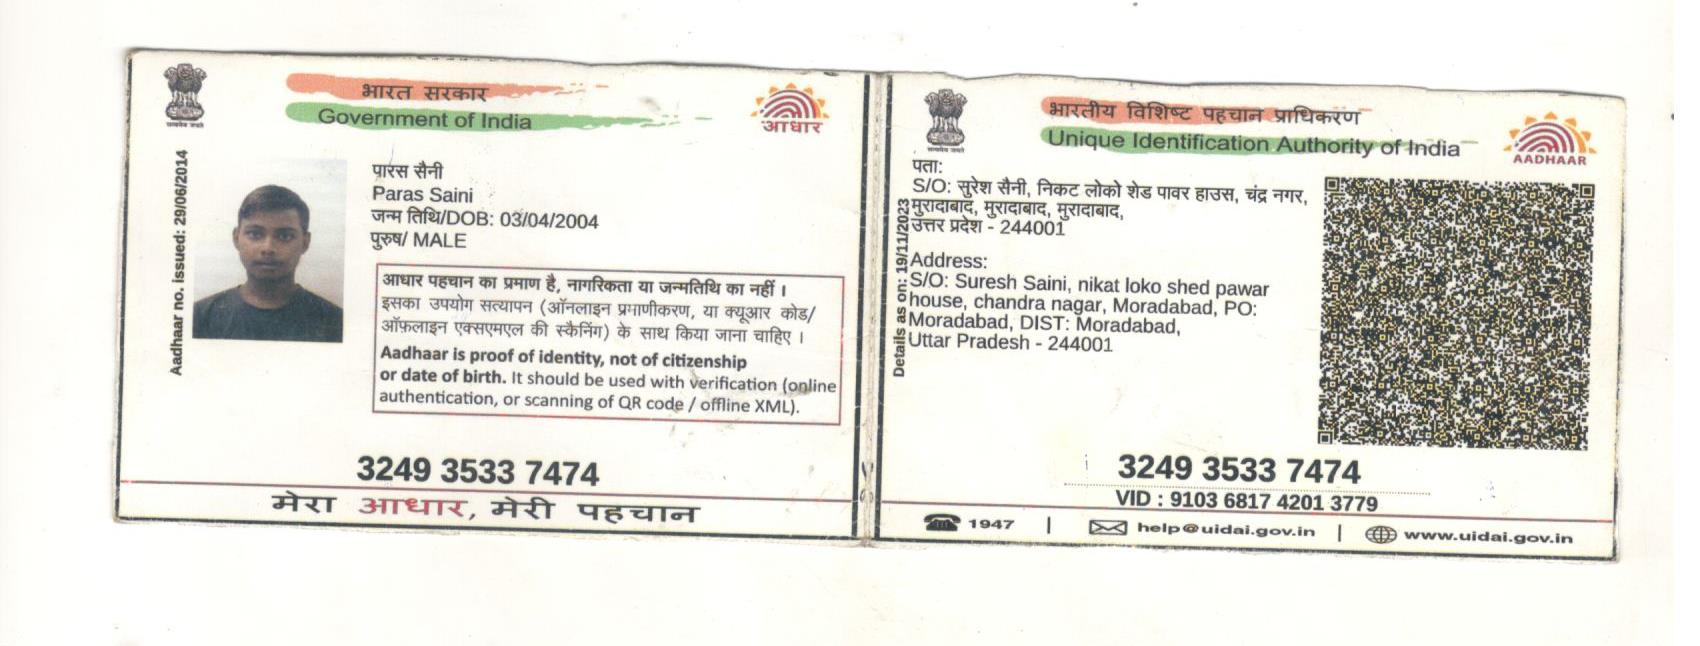 भारत सरकार
Government of India
आधार
सत्यमेव जयते
Aadhaar no. issued: 29/06/2014
पारस सैनी
Paras Saini
जन्म तिथि/DOB: 03/04/2004
पुरुष/ MALE
आधार पहचान का प्रमाण है, नागरिकता या जन्मतिथि का नहीं ।
इसका उपयोग सत्यापन (ऑनलाइन प्रमाणीकरण, या क्यूआर कोड/
ऑफ़लाइन एक्सएमएल की स्कैनिंग) के साथ किया जाना चाहिए ।
Aadhaar is proof of identity, not of citizenship
or date of birth. It should be used with verification (online
authentication, or scanning of QR code / offline XML).
3249 3533 7474
मेरा आधार, मेरी पहचान
भारतीय विशिष्ट पहचान प्राधिकरण
Unique Identification Authority of India
AADHAAR
सत्यमेव जयते
Details as on: 19/11/2023
पता:
S/O: सुरेश सैनी, निकट लोको शेड पावर हाउस, चंद्र नगर,
मुरादाबाद, मुरादाबाद, मुरादाबाद,
उत्तर प्रदेश - 244001
Address:
S/O: Suresh Saini, nikat loko shed pawar
house, chandra nagar, Moradabad, PO:
Moradabad, DIST: Moradabad,
Uttar Pradesh - 244001
3249 3533 7474
VID : 9103 6817 4201 3779
1947 | help@uidai.gov.in | www.uidai.gov.in